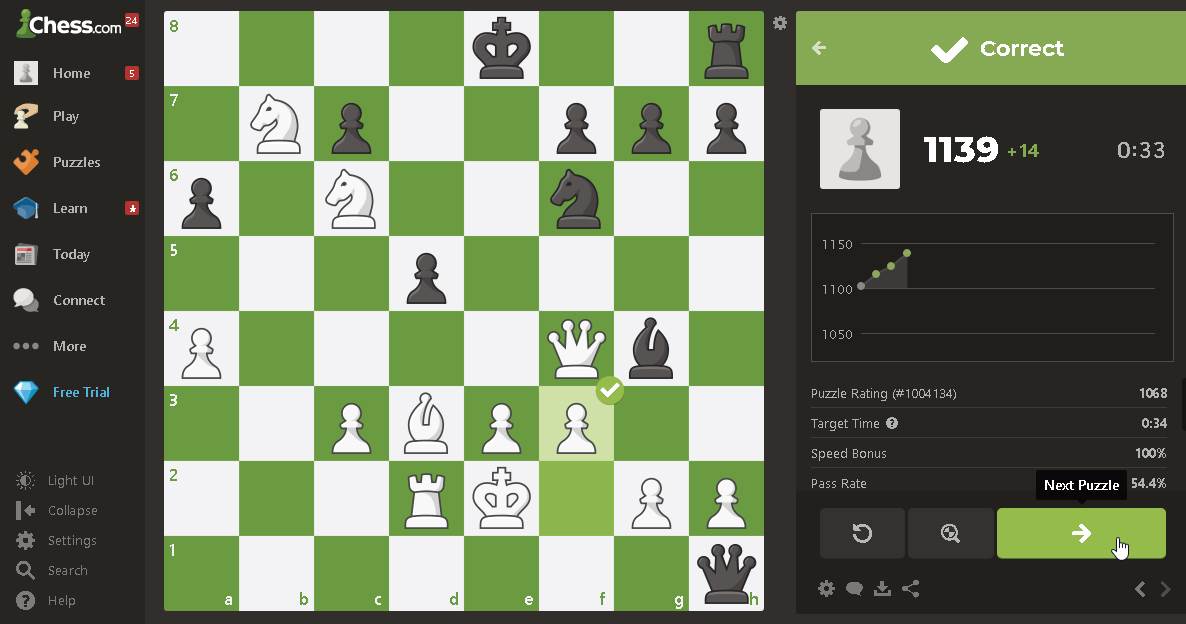 Chess.com 24
Home 5
Play
Puzzles
Learn
Today
Connect
More
Free Trial
Light UI
Collapse
Settings
Search
Help
8
7
6
5
4
3
2
1
a b c d e f g h
Correct
1139 +14 0:33
1150
1100
1050
Puzzle Rating (#1004134) 1068
Target Time ? 0:34
Speed Bonus 100%
Pass Rate 54.4%
Next Puzzle